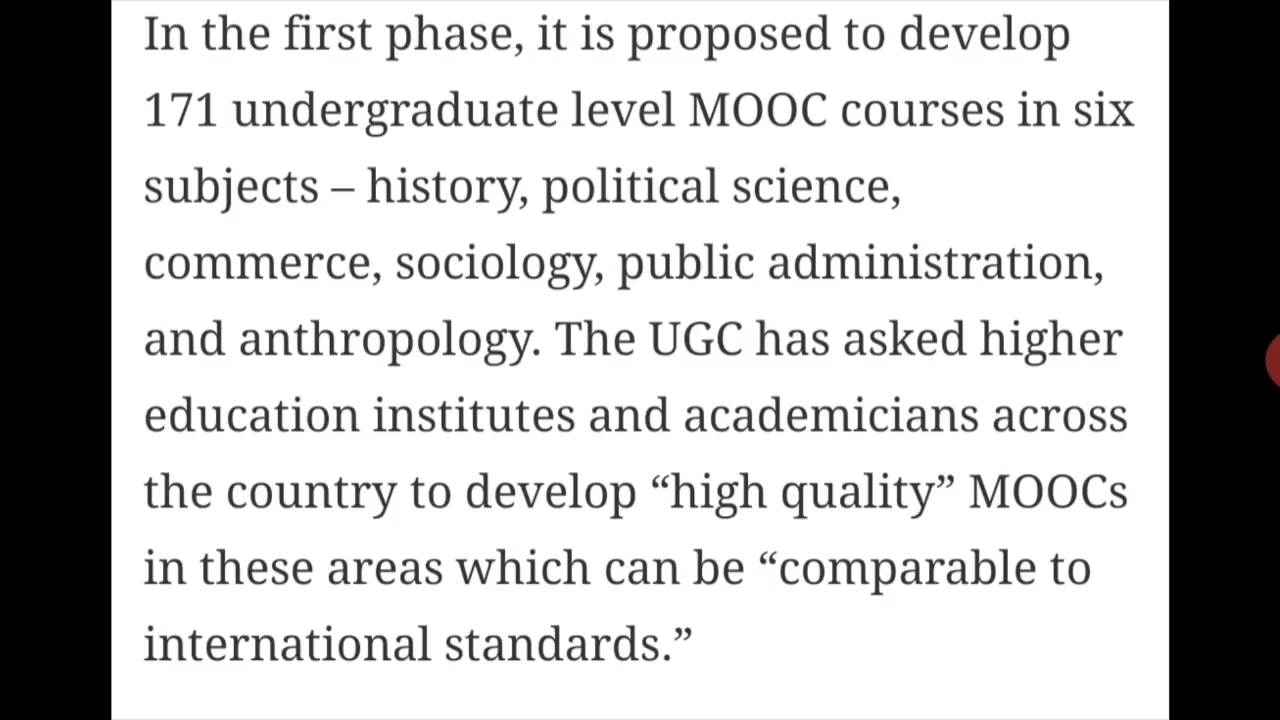 In the first phase, it is proposed to develop
171 undergraduate level MOOC courses in six
subjects – history, political science,
commerce, sociology, public administration,
and anthropology. The UGC has asked higher
education institutes and academicians across
the country to develop “high quality” MOOCs
in these areas which can be “comparable to
international standards.”